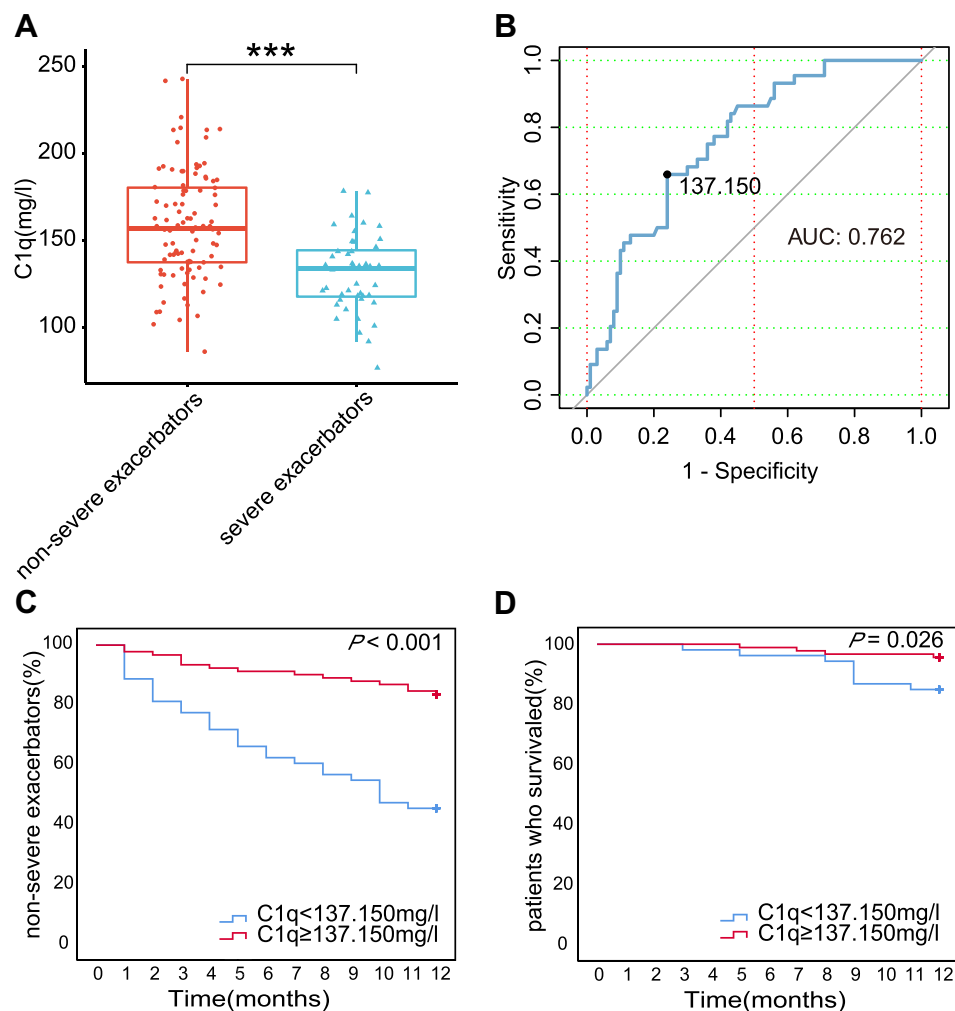 A
***
C1q(mg/l)
250
200
150
100
non-severe exacerbators
severe exacerbators
B
Sensitivity
1.0
0.8
0.6
0.4
0.2
0.0
137.150
AUC: 0.762
0.0 0.2 0.4 0.6 0.8 1.0
1 - Specificity
C
non-severe exacerbators(%)
100
80
60
40
20
0
P < 0.001
C1q<137.150mg/l
C1q≥137.150mg/l
0 1 2 3 4 5 6 7 8 9 10 11 12
Time(months)
D
patients who survivaled(%)
100
80
60
40
20
0
P = 0.026
C1q<137.150mg/l
C1q≥137.150mg/l
0 1 2 3 4 5 6 7 8 9 10 11 12
Time(months)